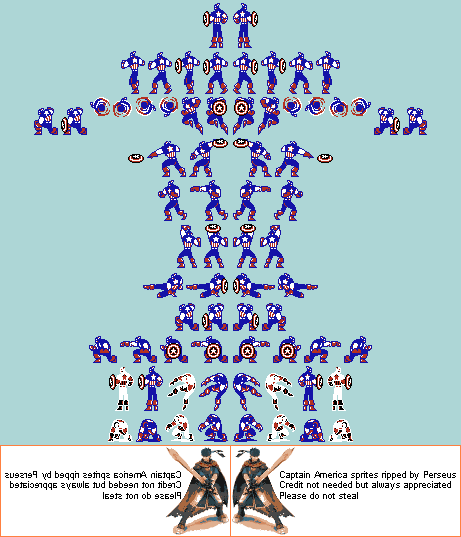 Captain America sprites ripped by Perseus
Credit not needed but always appreciated
Please do not steal
Captain America sprites ripped by Perseus
Credit not needed but always appreciated
Please do not steal